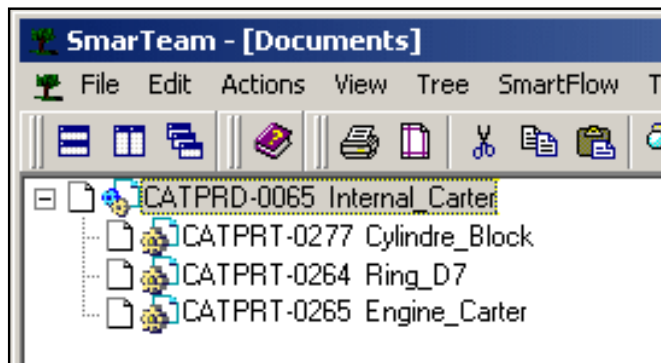 SmarTeam - [Documents]
File Edit Actions View Tree SmartFlow T
CATPRD-0065 Internal_Carter
CATPRT-0277 Cylindre_Block
CATPRT-0264 Ring_D7
CATPRT-0265 Engine_Carter